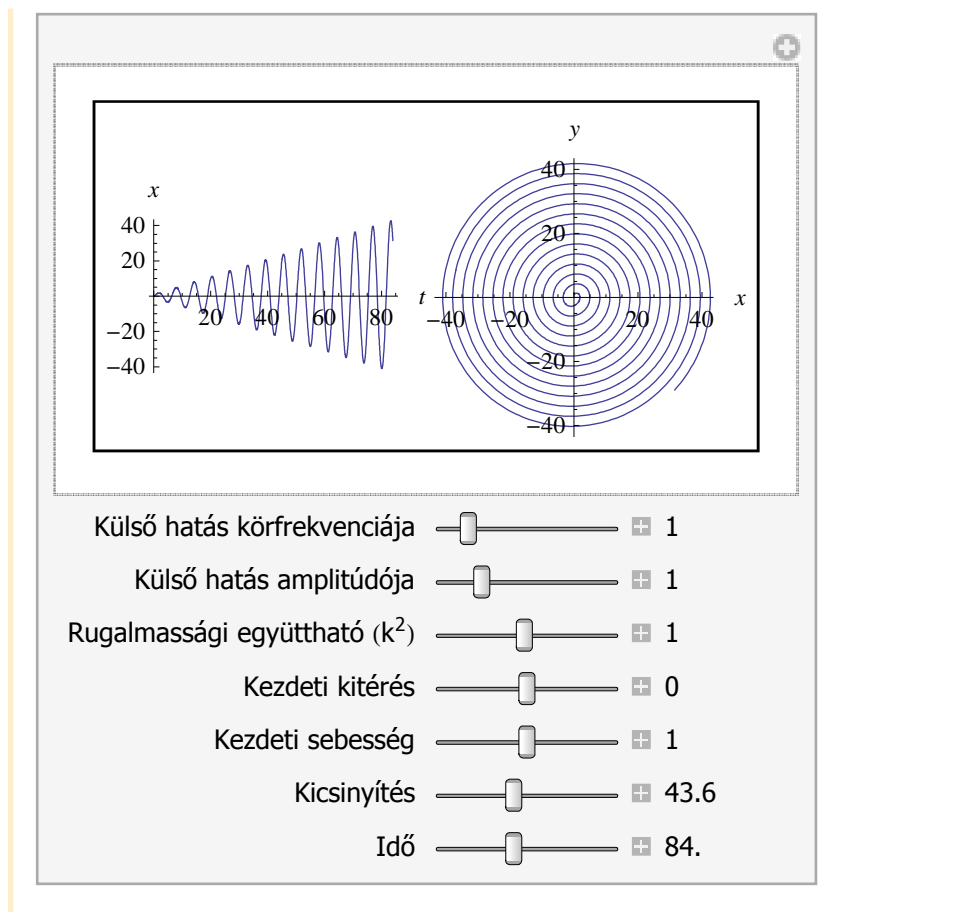 y
x
40
20
−20
−40
20 40 60 80
t
40
20
−20
−40
−40 −20 20 40
x
Külső hatás körfrekvenciája 1
Külső hatás amplitúdója 1
Rugalmassági együttható (k²) 1
Kezdeti kitérés 0
Kezdeti sebesség 1
Kicsinyítés 43.6
Idő 84.